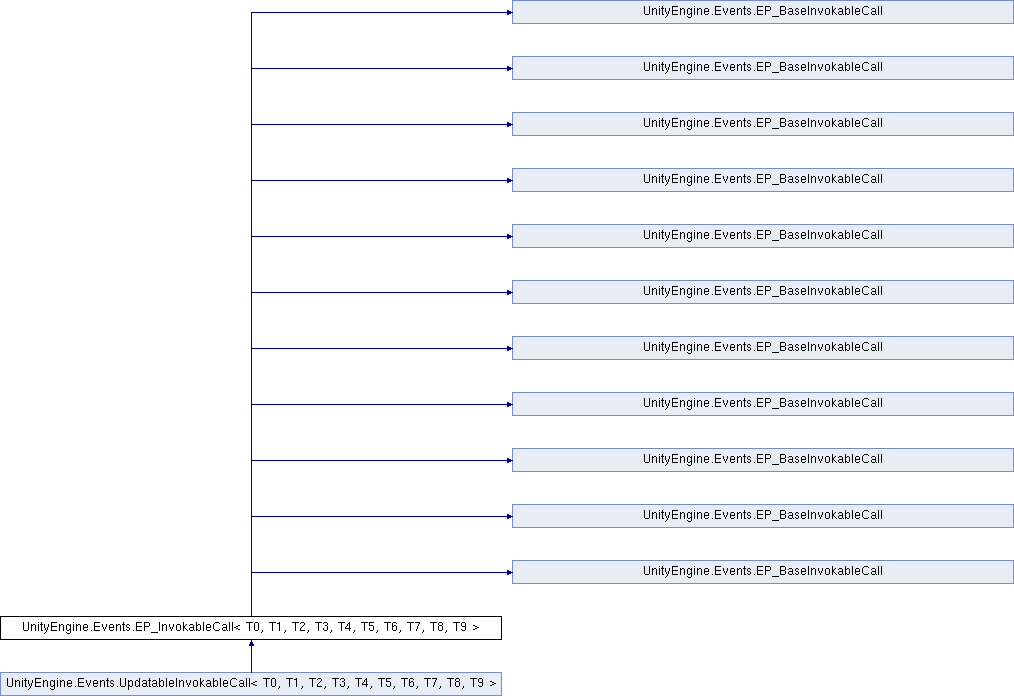 UnityEngine.Events.EP_BaseInvokableCall
UnityEngine.Events.EP_BaseInvokableCall
UnityEngine.Events.EP_BaseInvokableCall
UnityEngine.Events.EP_BaseInvokableCall
UnityEngine.Events.EP_BaseInvokableCall
UnityEngine.Events.EP_BaseInvokableCall
UnityEngine.Events.EP_BaseInvokableCall
UnityEngine.Events.EP_BaseInvokableCall
UnityEngine.Events.EP_BaseInvokableCall
UnityEngine.Events.EP_BaseInvokableCall
UnityEngine.Events.EP_BaseInvokableCall
UnityEngine.Events.EP_InvokableCall< T0, T1, T2, T3, T4, T5, T6, T7, T8, T9 >
UnityEngine.Events.UpdatableInvokableCall< T0, T1, T2, T3, T4, T5, T6, T7, T8, T9 >